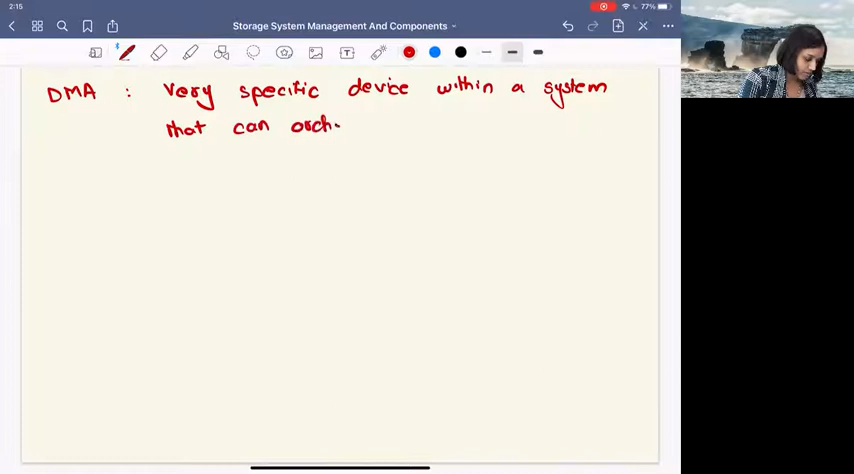 2:15
77%
Storage System Management And Components
DMA : Very specific device within a system
that can orch